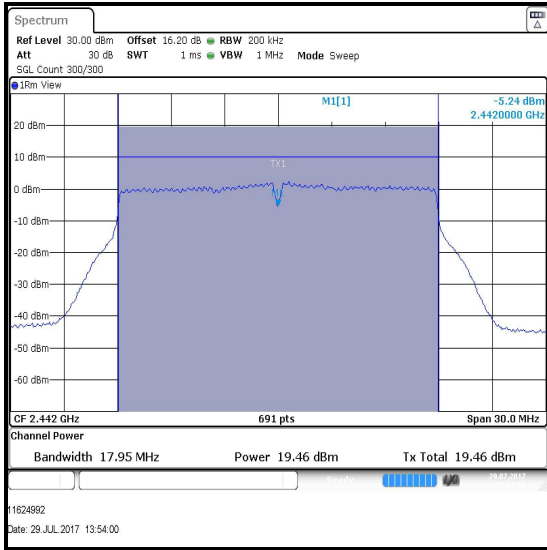 Spectrum
Ref Level 30.00 dBm Offset 16.20 dB RBW 200 kHz
Att 30 dB SWT 1 ms VBW 1 MHz Mode Sweep
SGL Count 300/300
1Rm View
M1[1] -5.24 dBm
2.4420000 GHz
20 dBm
10 dBm
TX1
0 dBm
M1
-10 dBm
-20 dBm
-30 dBm
-40 dBm
-50 dBm
-60 dBm
CF 2.442 GHz 691 pts Span 30.0 MHz
Channel Power
Bandwidth 17.95 MHz Power 19.46 dBm Tx Total 19.46 dBm
Ready 29.07.2017
11624992
Date: 29.JUL.2017 13:54:00